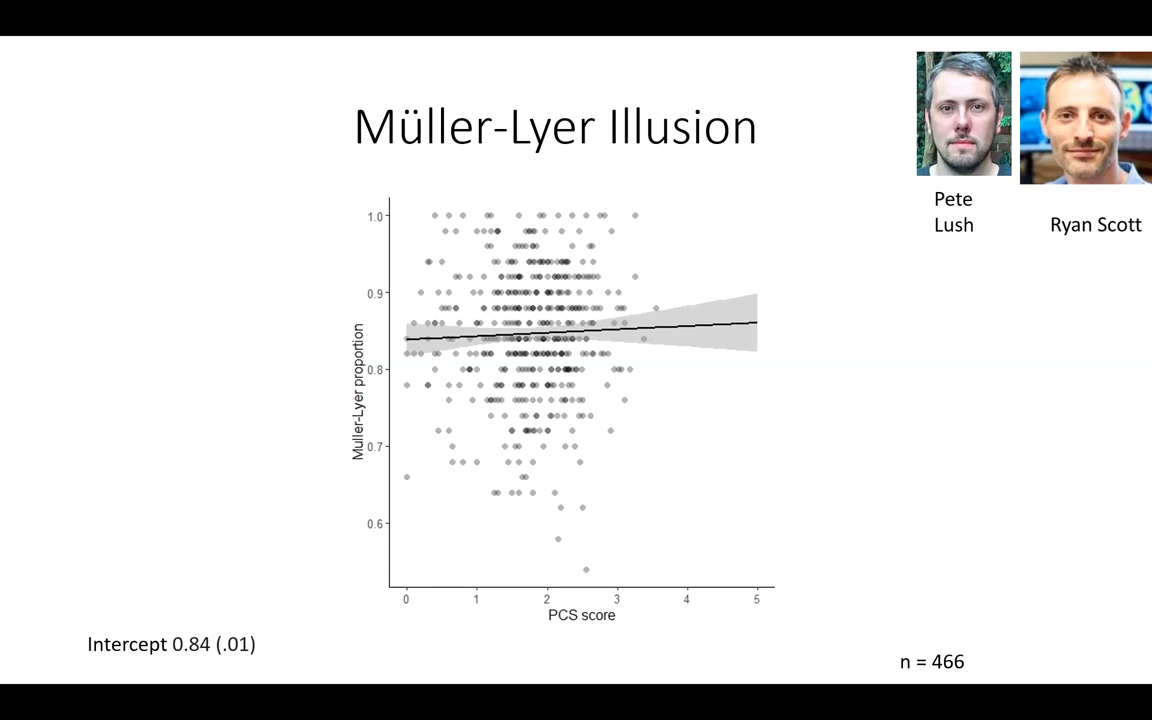 Müller-Lyer Illusion
Pete
Lush
Ryan Scott
1.0
0.9
0.8
0.7
0.6
Muller-Lyer proportion
0
1
2
3
4
5
PCS score
Intercept 0.84 (.01)
n = 466